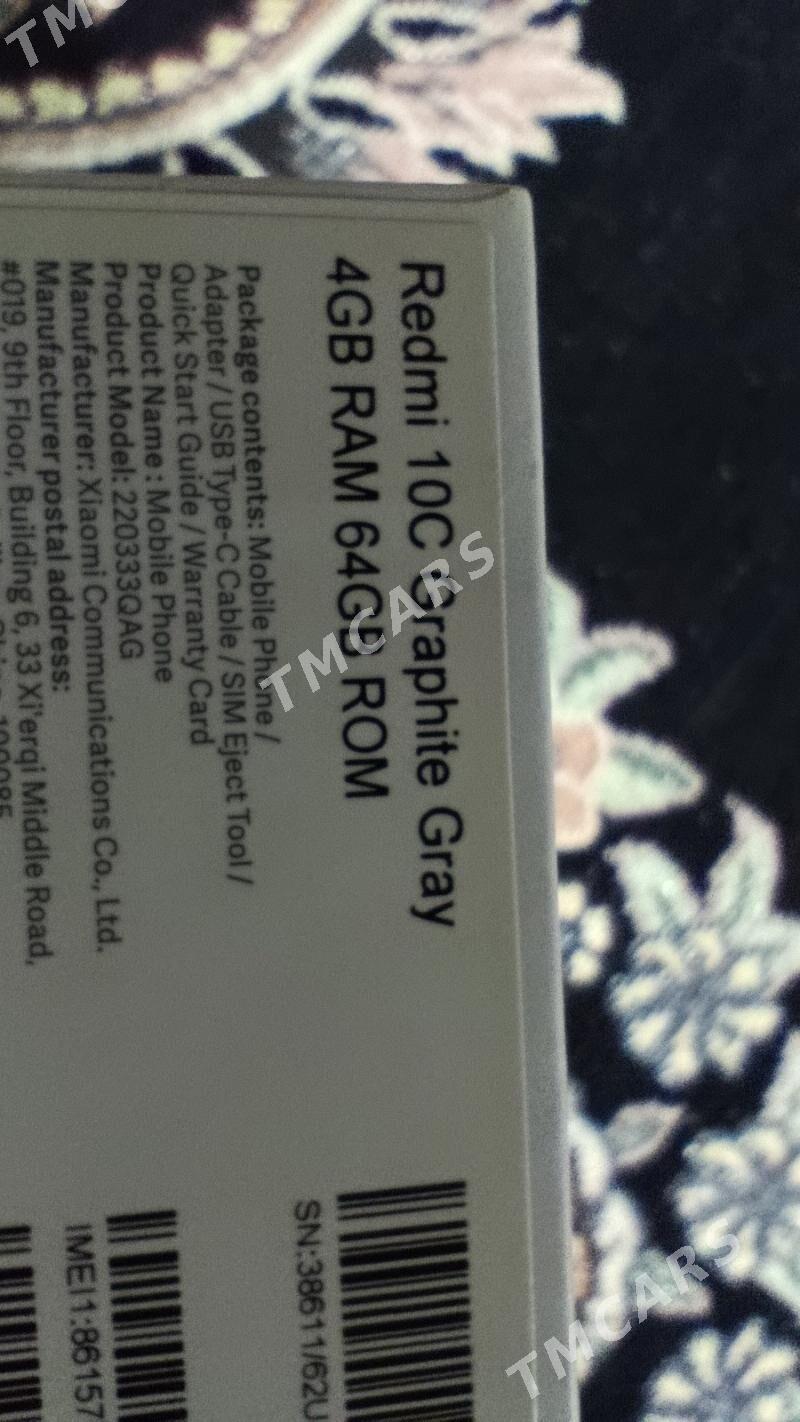 Redmi 10C Graphite Gray
4GB RAM 64GB ROM
Package contents: Mobile Phone /
Adapter / USB Type-C Cable / SIM Eject Tool /
Quick Start Guide / Warranty Card
Product Name : Mobile Phone
Product Model: 220333QAG
Manufacturer: Xiaomi Communications Co., Ltd.
Manufacturer postal address:
#019, 9th Floor, Building 6, 33 Xi'erqi Middle Road,
SN:38611/62U
IMEI1:86157
TMCARS
TMCARS
TMC